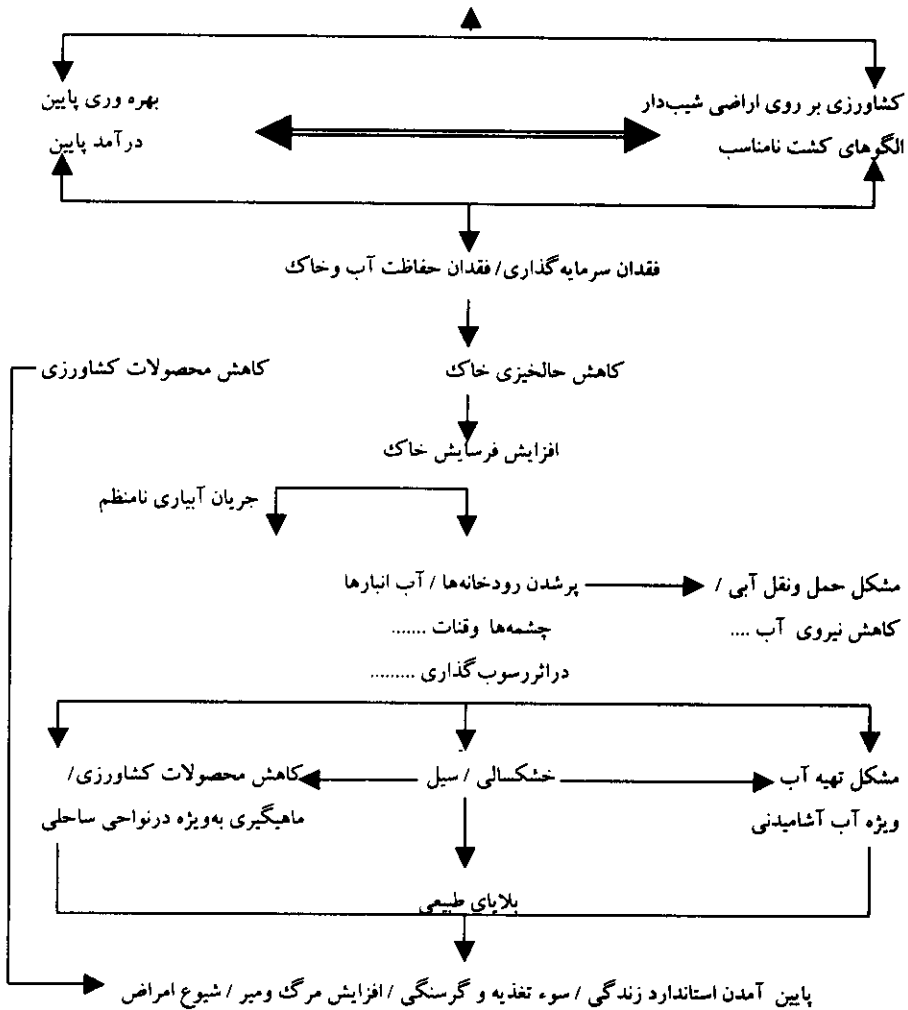 کشاورزی بر روی اراضی شیب‌دار
الگوهای کشت نامناسب
بهره وری پایین
درآمد پایین
فقدان سرمایه‌گذاری/ فقدان حفاظت آب وخاک
کاهش حالخیزی خاک
کاهش محصولات کشاورزی
افزایش فرسایش خاک
جریان آبیاری نامنظم
مشکل حمل ونقل آبی /
کاهش نیروی آب ....
پرشدن رودخانه‌ها / آب انبارها
چشمه‌ها وقنات .......
دراثررسوب‌گذاری .........
مشکل تهیه آب
ویژه آب آشامیدنی
خشکسالی / سیل
کاهش محصولات کشاورزی/
ماهیگیری به‌ویژه درنواحی ساحلی
بلایای طبیعی
پایین آمدن استاندارد زندگی / سوء تغذیه و گرسنگی / افزایش مرگ ومیر / شیوع امراض